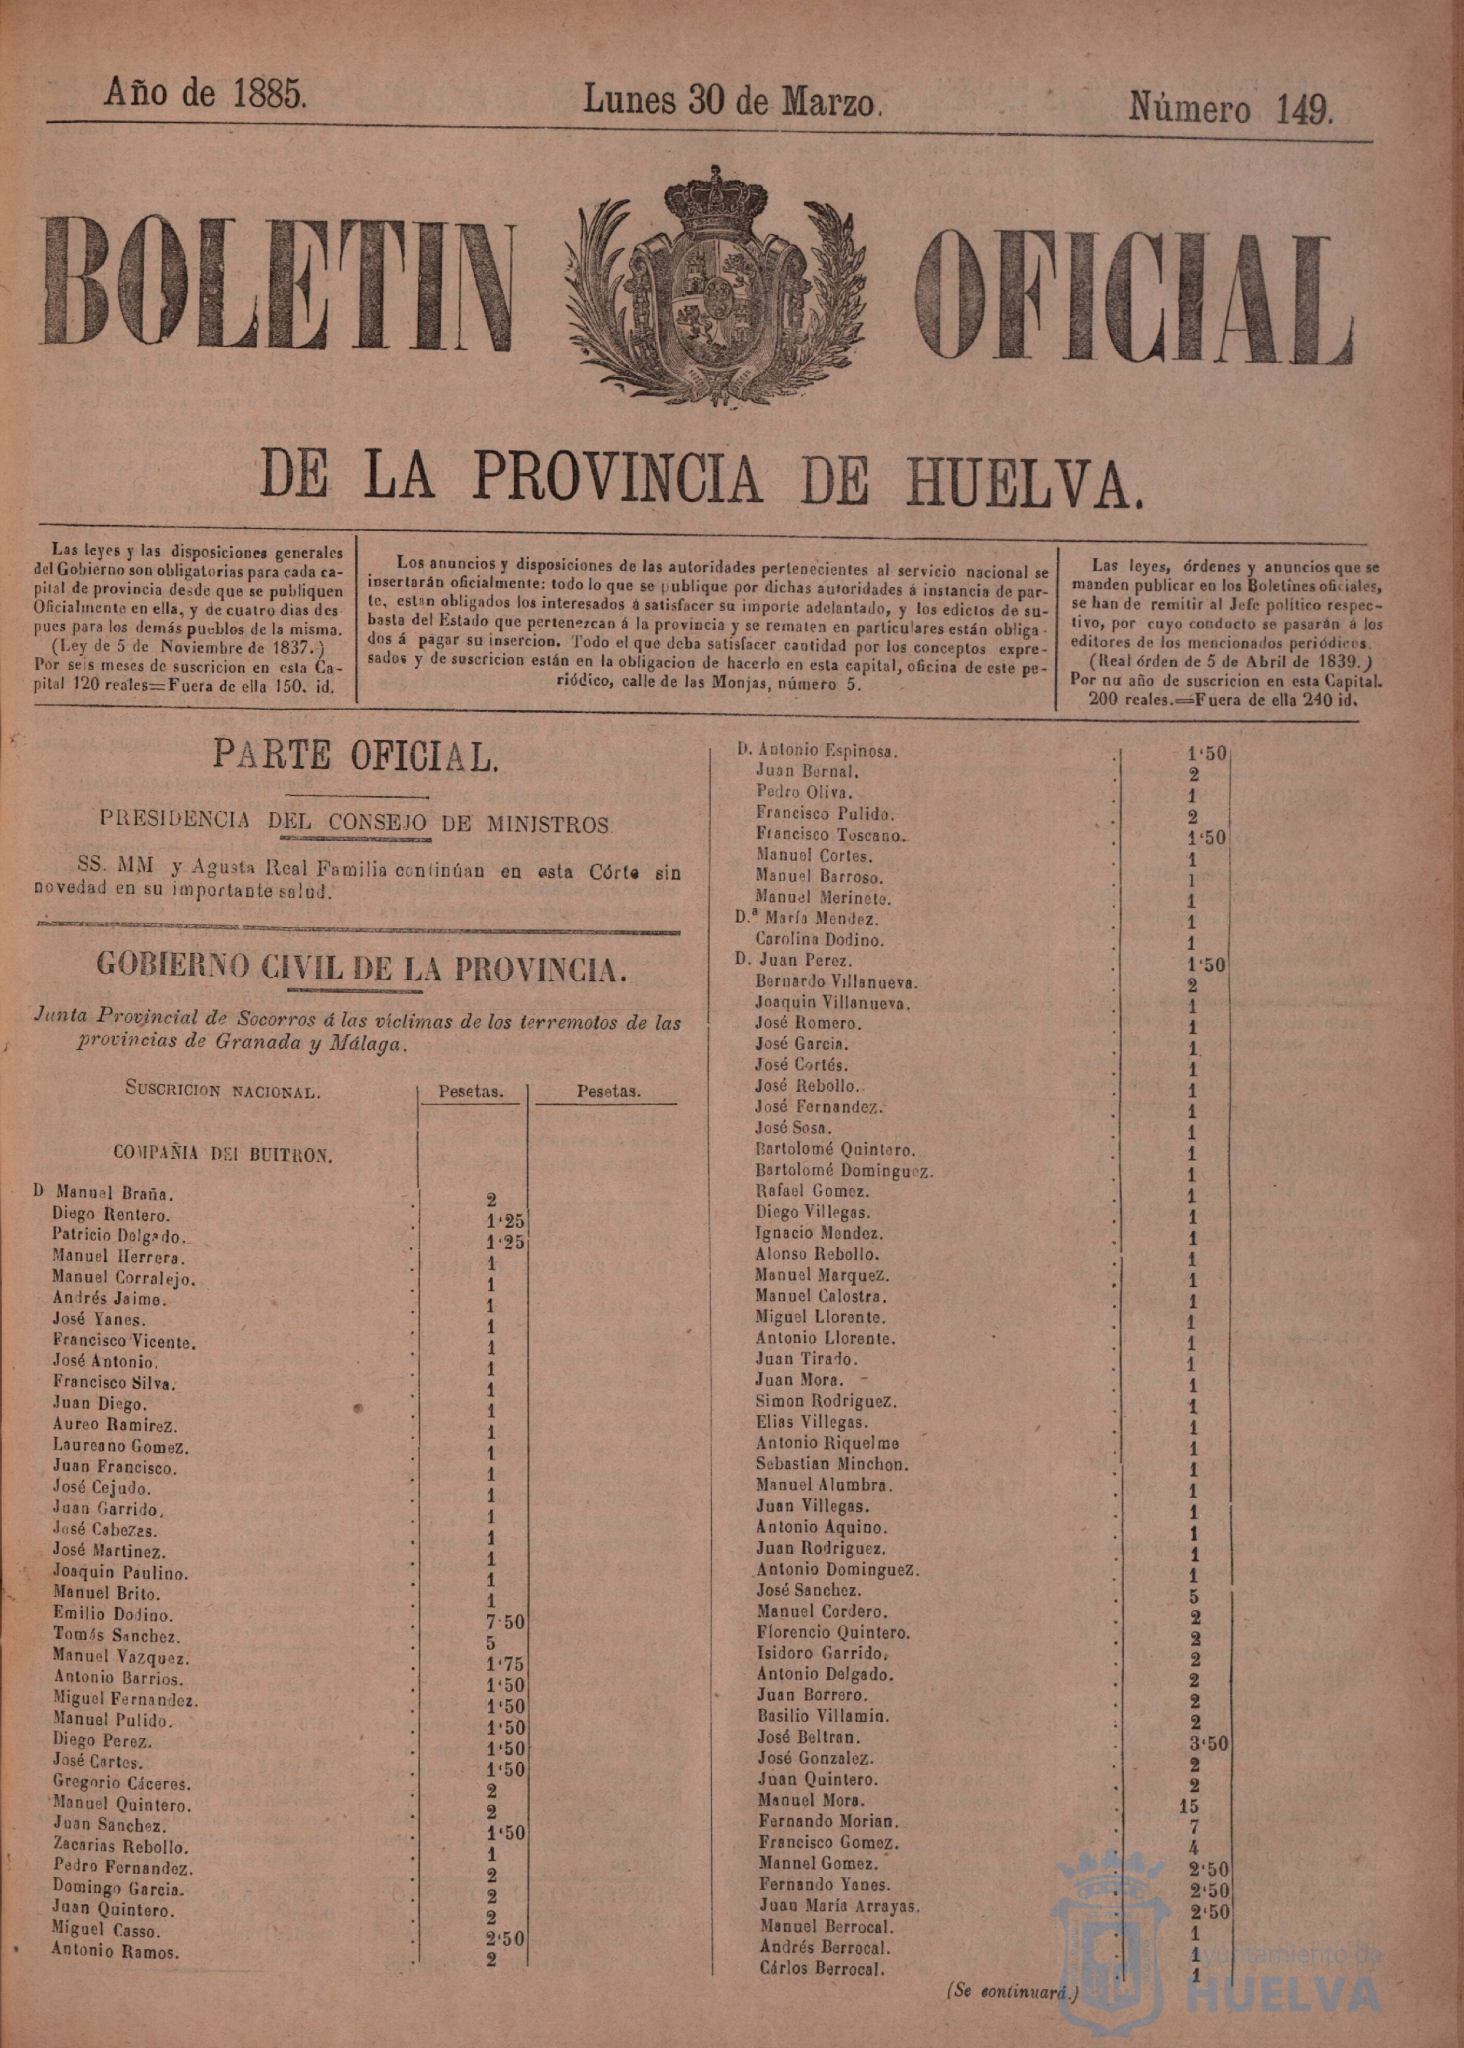 Año de 1885.
Lunes 30 de Marzo.
Número 149.
BOLETIN OFICIAL
DE LA PROVINCIA DE HUELVA.
Las leyes y las disposiciones generales
del Gobierno son obligatorias para cada ca-
pital de provincia desde que se publiquen
Oficialmente en ella, y de cuatro dias des-
pues para los demás pueblos de la misma.
(Ley de 5 de Noviembre de 1837.)
Por seis meses de suscricion en esta Ca-
pital 120 reales=Fuera de ella 150. id.
Los anuncios y disposiciones de las autoridades pertenecientes al servicio nacional se
insertarán oficialmente: todo lo que se publique por dichas autoridades á instancia de par-
te, están obligados los interesados á satisfacer su importe adelantado, y los edictos de su-
basta del Estado que pertenezcan á la provincia y se rematen en particulares están obliga-
dos á pagar su insercion. Todo el que deba satisfacer cantidad por los conceptos expre-
sados y de suscricion están en la obligacion de hacerlo en esta capital, oficina de este pe-
riódico, calle de las Monjas, número 5.
Las leyes, órdenes y anuncios que se
manden publicar en los Boletines oficiales,
se han de remitir al Jefe político respec-
tivo, por cuyo conducto se pasarán á los
editores de los mencionados periódicos.
(Real órden de 5 de Abril de 1839.)
Por nu año de suscricion en esta Capital.
200 reales.=Fuera de ella 240 id.
PARTE OFICIAL.
PRESIDENCIA DEL CONSEJO DE MINISTROS
SS. MM y Agusta Real Familia continúan en esta Córte sin
novedad en su importante salud.
GOBIERNO CIVIL DE LA PROVINCIA.
Junta Provincial de Socorros á las víctimas de los terremotos de las
provincias de Granada y Málaga.
SUSCRICION NACIONAL. Pesetas. Pesetas.
COMPAÑIA DEl BUITRON.
D Manuel Braña. . 2
Diego Rentero. . 1'25
Patricio Delgado. . 1'25
Manuel Herrera. . 1
Manuel Corralejo. . 1
Andrés Jaime. . 1
José Yanes. . 1
Francisco Vicente. . 1
José Antonio. . 1
Francisco Silva. . 1
Juan Diego. . 1
Aureo Ramirez. . 1
Laureano Gomez. . 1
Juan Francisco. . 1
José Cejudo. . 1
Juan Garrido. . 1
José Cabezas. . 1
José Martinez. . 1
Joaquin Paulino. . 1
Manuel Brito. . 1
Emilio Dodino. . 7'50
Tomás Sanchez. . 5
Manuel Vazquez. . 1'75
Antonio Barrios. . 1'50
Miguel Fernandez. . 1'50
Manuel Pulido. . 1'50
Diego Perez. . 1'50
José Cortes. . 1'50
Gregorio Cáceres. . 2
Manuel Quintero. . 2
Juan Sanchez. . 1'50
Zacarias Rebollo. . 1
Pedro Fernandez. . 2
Domingo Garcia. . 2
Juan Quintero. . 2
Miguel Casso. . 2'50
Antonio Ramos. . 2
D. Antonio Espinosa. . 1'50
Juan Bernal. . 2
Pedro Oliva. . 1
Francisco Pulido. . 2
Francisco Toscano. . 1'50
Manuel Cortes. . 1
Manuel Barroso. . 1
Manuel Merinete. . 1
D.ª María Mendez. . 1
Carolina Dodino. . 1
D. Juan Perez. . 1'50
Bernardo Villanueva. . 2
Joaquin Villanueva. . 1
José Romero. . 1
José Garcia. . 1
José Cortés. . 1
José Rebollo. . 1
José Fernandez. . 1
José Sosa. . 1
Bartolomé Quintero. . 1
Bartolomé Dominguez. . 1
Rafael Gomez. . 1
Diego Villegas. . 1
Ignacio Mendez. . 1
Alonso Rebollo. . 1
Manuel Marquez. . 1
Manuel Calostra. . 1
Miguel Llorente. . 1
Antonio Llorente. . 1
Juan Tirado. . 1
Juan Mora. . 1
Simon Rodriguez. . 1
Elias Villegas. . 1
Antonio Riquelme . 1
Sebastian Minchon. . 1
Manuel Alumbra. . 1
Juan Villegas. . 1
Antonio Aquino. . 1
Juan Rodriguez. . 1
Antonio Dominguez. . 1
José Sanchez. . 5
Manuel Cordero. . 2
Florencio Quintero. . 2
Isidoro Garrido. . 2
Antonio Delgado. . 2
Juan Borrero. . 2
Basilio Villamin. . 2
José Beltran. . 3'50
José Gonzalez. . 2
Juan Quintero. . 2
Manuel Mora. . 15
Fernando Morian. . 7
Francisco Gomez. . 4
Mannel Gomez. . 2'50
Fernando Yanes. . 2'50
Juan María Arrayas. . 2'50
Manuel Berrocal. . 1
Andrés Berrocal. . 1
Cárlos Berrocal. . 1
(Se continuará.)
Ayuntamiento de
HUELVA